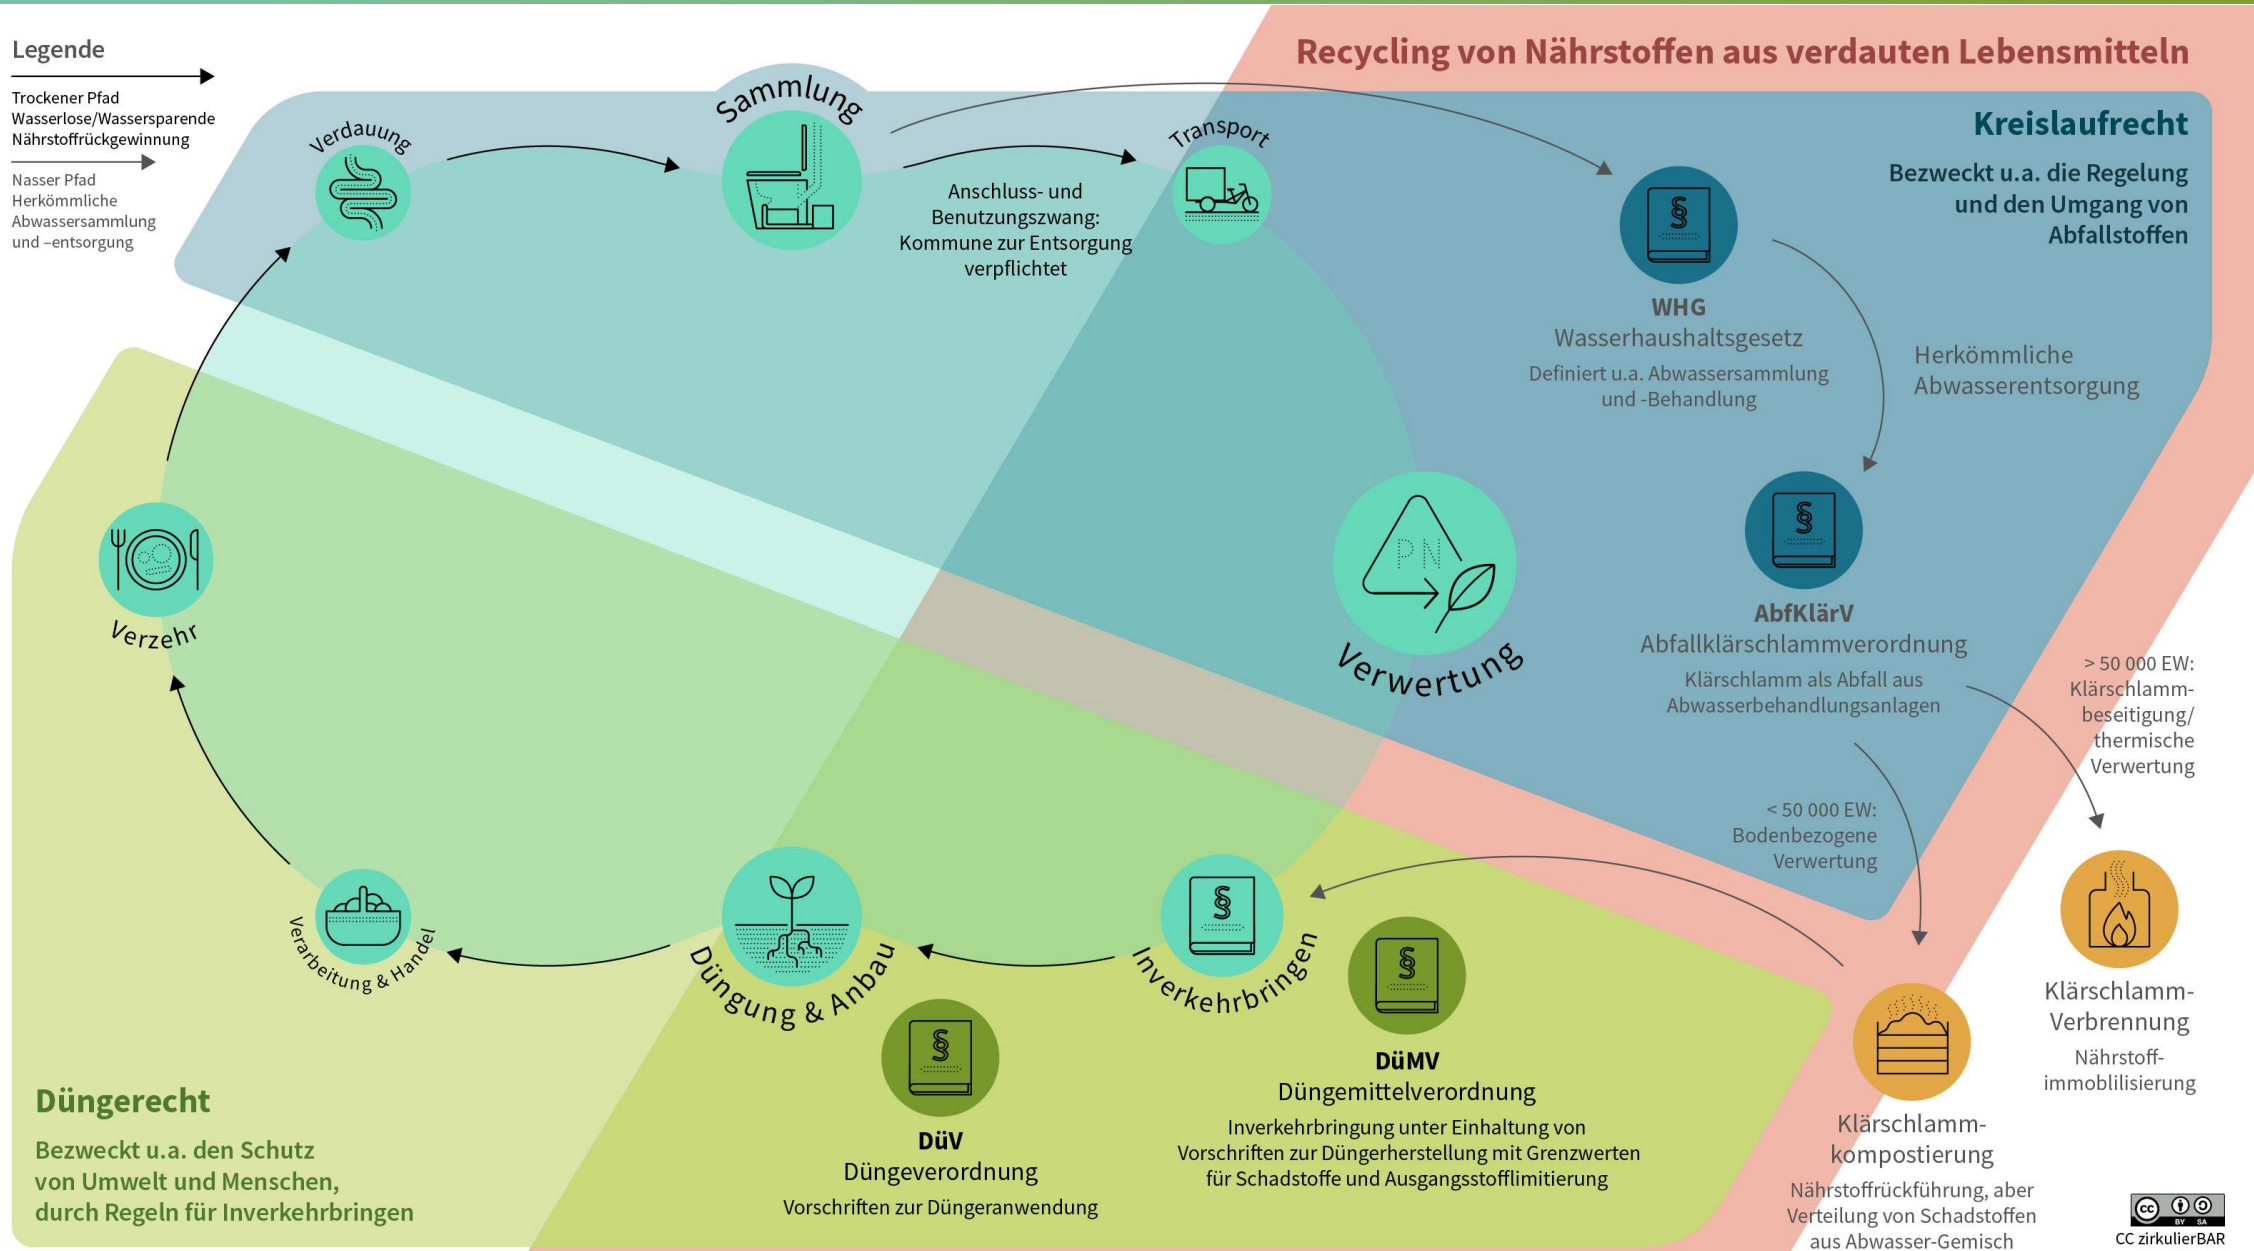 Legende
Trockener Pfad
Wasserlose/Wassersparende
Nährstoffrückgewinnung
Nasser Pfad
Herkömmliche
Abwassersammlung
und –entsorgung
Recycling von Nährstoffen aus verdauten Lebensmitteln
Kreislaufrecht
Bezweckt u.a. die Regelung
und den Umgang von
Abfallstoffen
Verdauung
Sammlung
Anschluss- und
Benutzungszwang:
Kommune zur Entsorgung
verpflichtet
Transport
§
WHG
Wasserhaushaltsgesetz
Definiert u.a. Abwassersammlung
und -Behandlung
Herkömmliche
Abwasserentsorgung
§
AbfKlärV
Abfallklärschlammverordnung
Klärschlamm als Abfall aus
Abwasserbehandlungsanlagen
> 50 000 EW:
Klärschlamm-
beseitigung/
thermische
Verwertung
< 50 000 EW:
Bodenbezogene
Verwertung
P N
Verwertung
Verzehr
Verarbeitung & Handel
Düngung & Anbau
§
Inverkehrbringen
§
DüV
Düngeverordnung
Vorschriften zur Düngeranwendung
§
DüMV
Düngemittelverordnung
Inverkehrbringung unter Einhaltung von
Vorschriften zur Düngerherstellung mit Grenzwerten
für Schadstoffe und Ausgangsstofflimitierung
Klärschlamm-
Verbrennung
Nährstoff-
immoblilisierung
Klärschlamm-
kompostierung
Nährstoffrückführung, aber
Verteilung von Schadstoffen
aus Abwasser-Gemisch
Düngerecht
Bezweckt u.a. den Schutz
von Umwelt und Menschen,
durch Regeln für Inverkehrbringen
cc
BY SA
CC zirkulierBAR